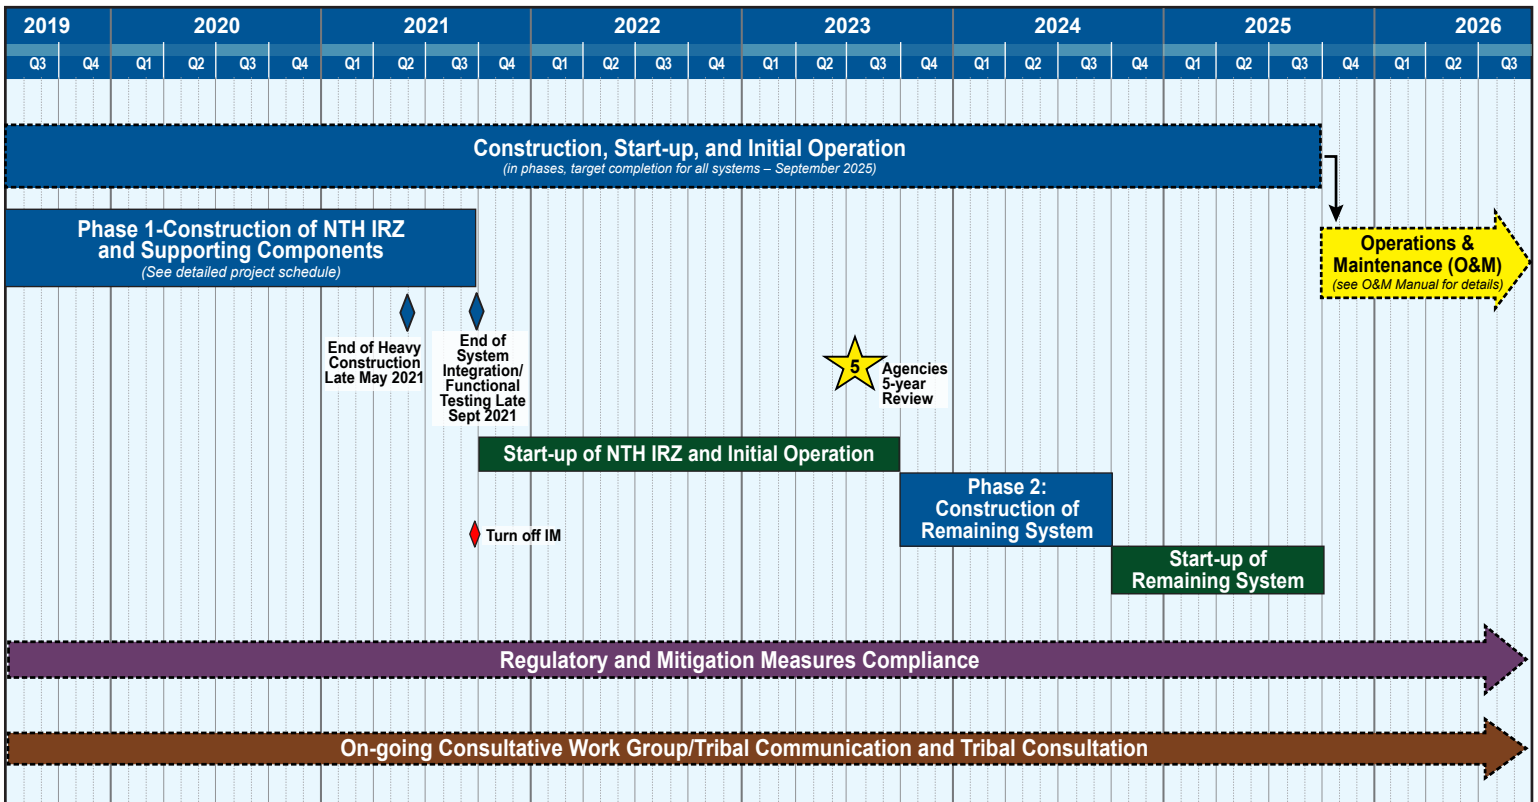 2019 2020 2021 2022 2023 2024 2025 2026
Q3 Q4 Q1 Q2 Q3 Q4 Q1 Q2 Q3 Q4 Q1 Q2 Q3 Q4 Q1 Q2 Q3 Q4 Q1 Q2 Q3 Q4 Q1 Q2 Q3 Q4 Q1 Q2 Q3
Construction, Start-up, and Initial Operation
(in phases, target completion for all systems – September 2025)
Phase 1-Construction of NTH IRZ
and Supporting Components
(See detailed project schedule)
Operations &
Maintenance (O&M)
(see O&M Manual for details)
End of Heavy
Construction
Late May 2021
End of
System
Integration/
Functional
Testing Late
Sept 2021
5
Agencies
5-year
Review
Start-up of NTH IRZ and Initial Operation
Phase 2:
Construction of
Remaining System
Turn off IM
Start-up of
Remaining System
Regulatory and Mitigation Measures Compliance
On-going Consultative Work Group/Tribal Communication and Tribal Consultation